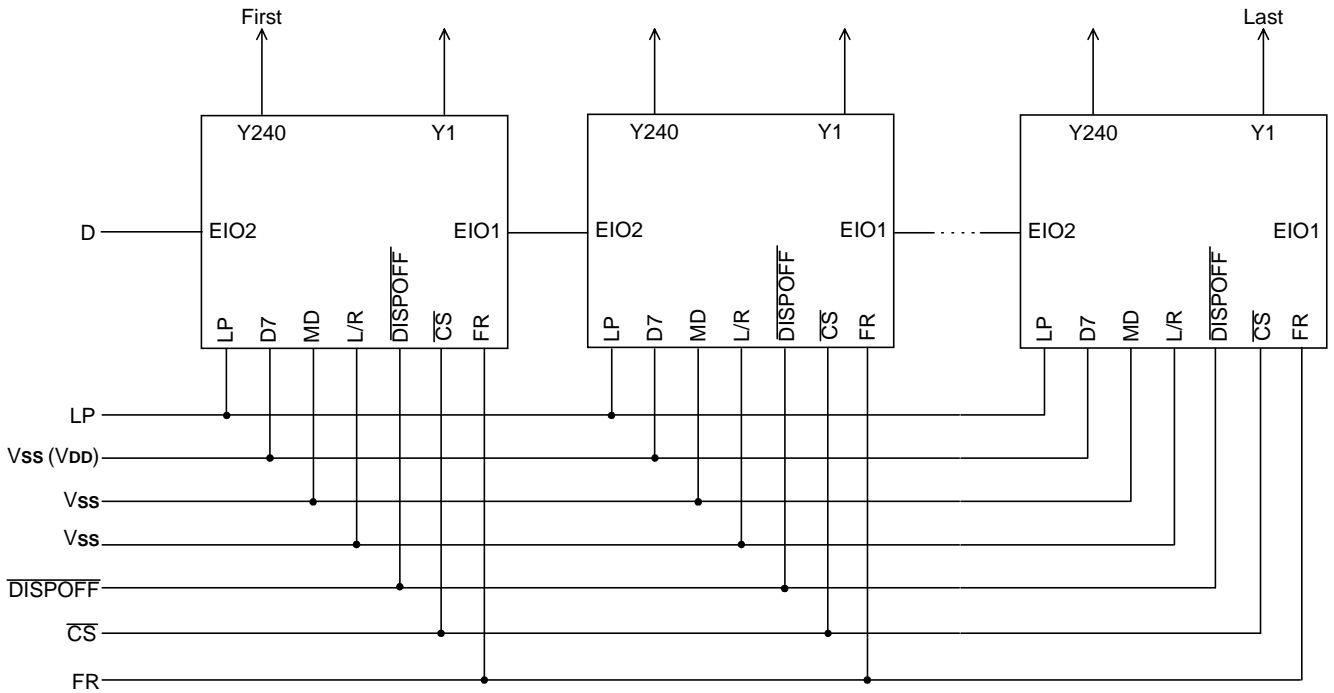 First Last
Y240 Y1 Y240 Y1 Y240 Y1
D EIO2 EIO1 EIO2 EIO1 EIO2 EIO1
LP D7 MD L/R DISPOFF CS FR LP D7 MD L/R DISPOFF CS FR LP D7 MD L/R DISPOFF CS FR
LP
VSS (VDD)
VSS
VSS
DISPOFF
CS
FR